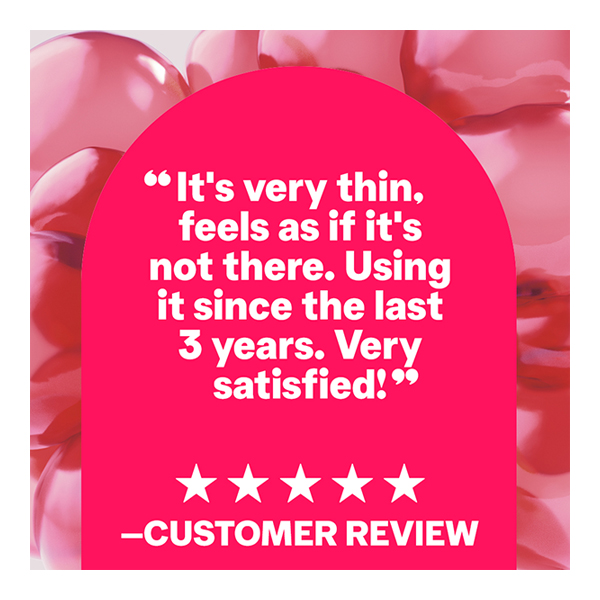 “It's very thin,
feels as if it's
not there. Using
it since the last
3 years. Very
satisfied!”
–CUSTOMER REVIEW